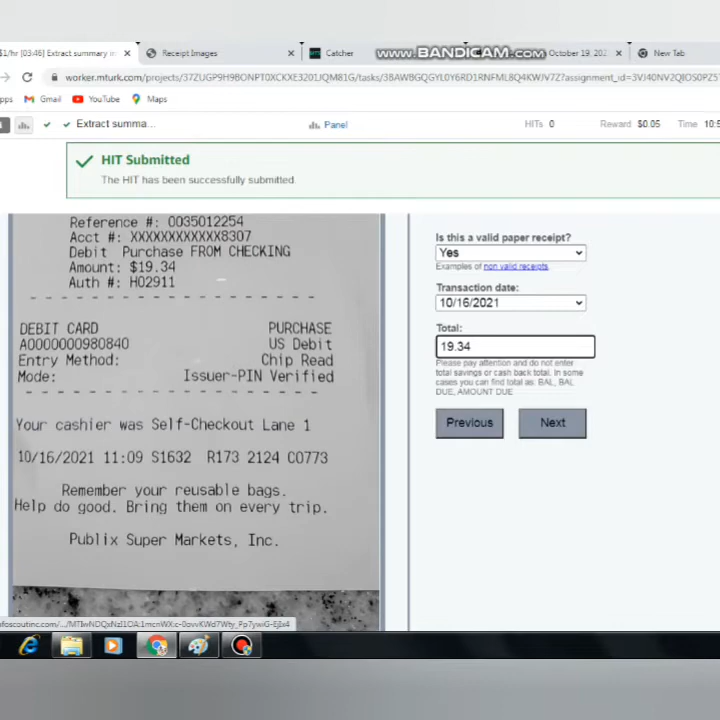 $1/hr [03:46] Extract summary in
Receipt Images
Catcher
www.BANDICAM.com
October 19, 202
New Tab
worker.mturk.com/projects/
Gmail
YouTube
Maps
Extract summa...
Panel
HITs 0
Reward $0.05
Time 10:5
HIT Submitted
The HIT has been successfully submitted.
Reference #: 0035012254
Acct #: XXXXXXXXXXXX8307
Debit Purchase FROM CHECKING
Amount: $19.34
Auth #: H02911
DEBIT CARD PURCHASE
A0000000980840 US Debit
Entry Method: Chip Read
Mode: Issuer-PIN Verified
Your cashier was Self-Checkout Lane 1
10/16/2021 11:09 S1632 R173 2124 C0773
Remember your reusable bags.
Help do good. Bring them on every trip.
Publix Super Markets, Inc.
Is this a valid paper receipt?
Yes
Examples of non valid receipts
Transaction date:
10/16/2021
Total:
19.34
Please pay attention and do not enter
total savings or cash back total. In some
cases you can find total as: BAL, BAL
DUE, AMOUNT DUE
Previous
Next